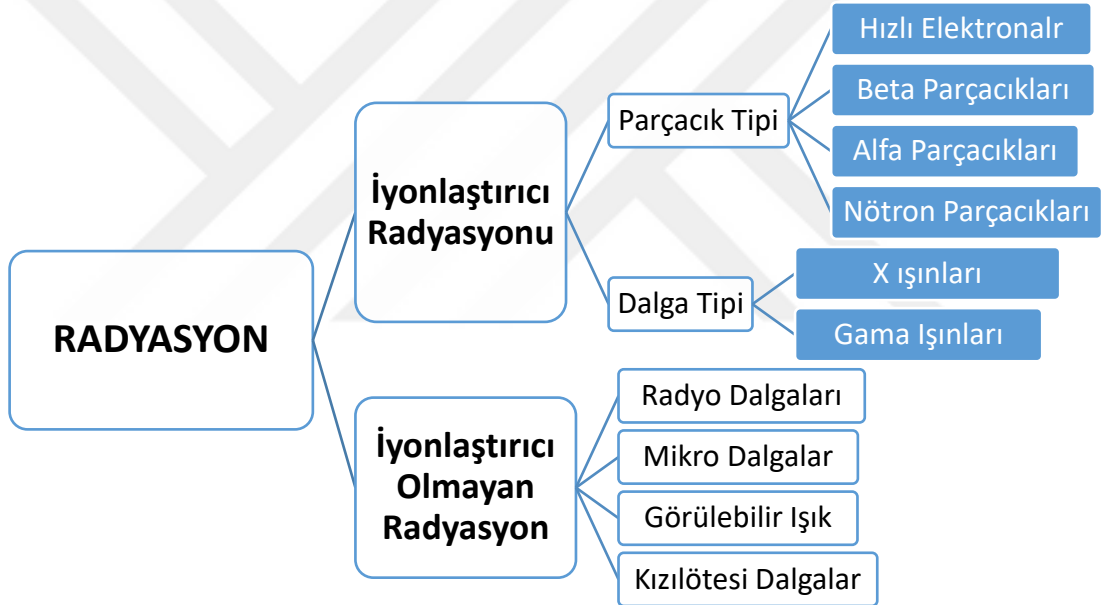 RADYASYON
İyonlaştırıcı
Radyasyonu
Parçacık Tipi
Hızlı Elektronalr
Beta Parçacıkları
Alfa Parçacıkları
Nötron Parçacıkları
Dalga Tipi
X ışınları
Gama Işınları
İyonlaştırıcı
Olmayan
Radyasyon
Radyo Dalgaları
Mikro Dalgalar
Görülebilir Işık
Kızılötesi Dalgalar